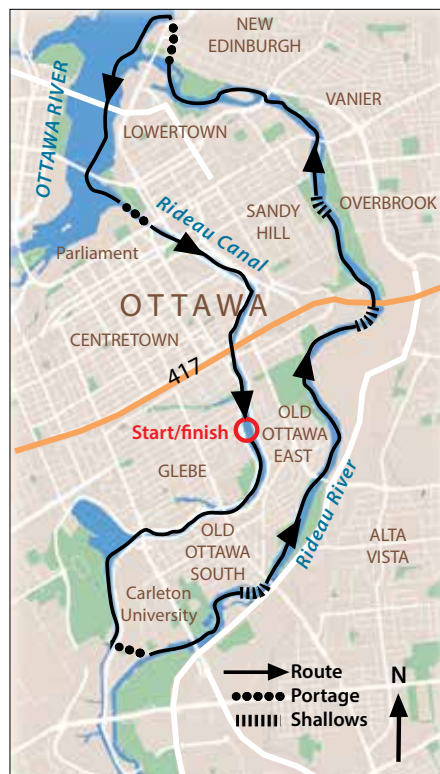 NEW
EDINBURGH
VANIER
OTTAWA RIVER
LOWERTOWN
OVERBROOK
SANDY
HILL
Rideau Canal
Parliament
OTTAWA
CENTRETOWN
417
Start/finish
OLD
OTTAWA
EAST
GLEBE
Rideau River
OLD
OTTAWA
SOUTH
ALTA
VISTA
Carleton
University
Route
Portage
Shallows
N